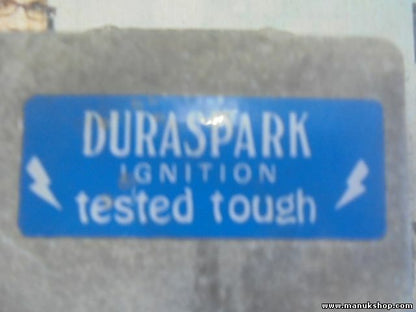 DURASPARK
IGNITION
tested tough
www.manukshop.com